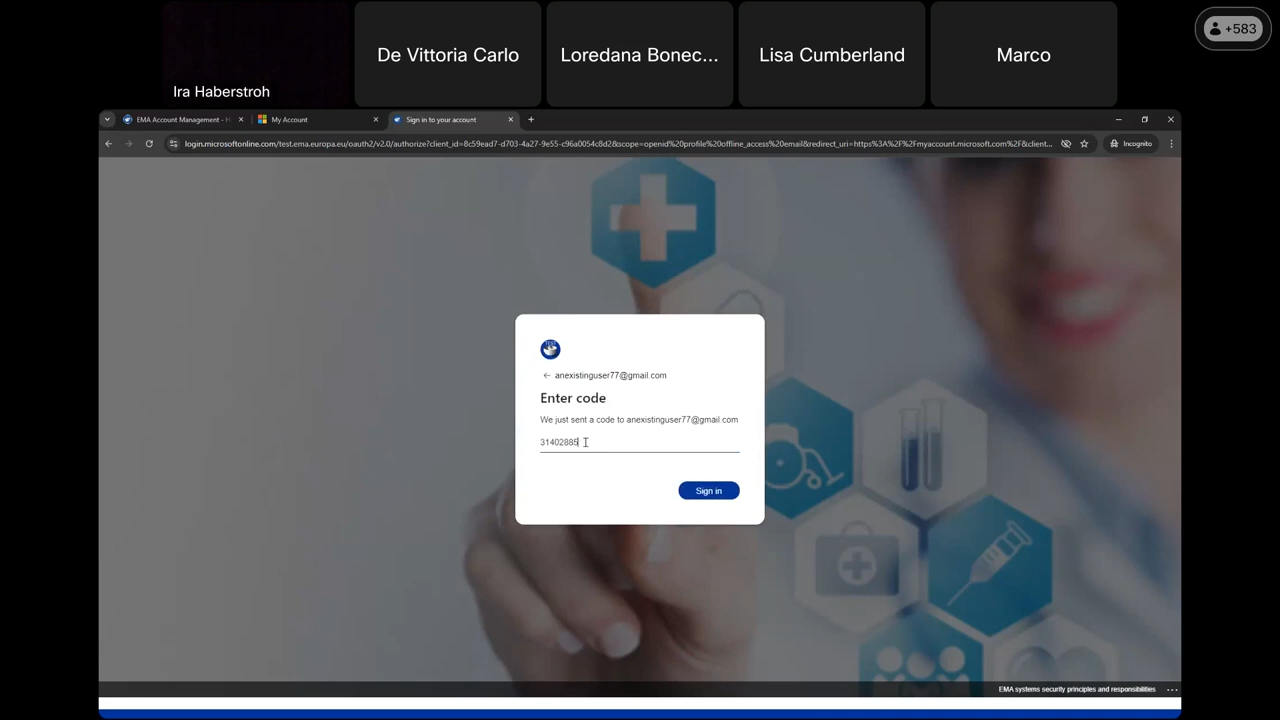 +583
De Vittoria Carlo
Loredana Bonec...
Lisa Cumberland
Marco
Ira Haberstroh
EMA Account Management - H
My Account
Sign in to your account
login.microsoftonline.com/test.ema.europa.eu/oauth2/v2.0/authorize?client_id=8c59ead7-d703-4a27-9e55-c96a0054c8d2&scope=openid%20profile%20offline_access%20email&redirect_uri=https%3A%2F%2Fmyaccount.microsoft.com%2F&client...
Incognito
anexistinguser77@gmail.com
Enter code
We just sent a code to anexistinguser77@gmail.com
31402885
Sign in
EMA systems security principles and responsibilities
...